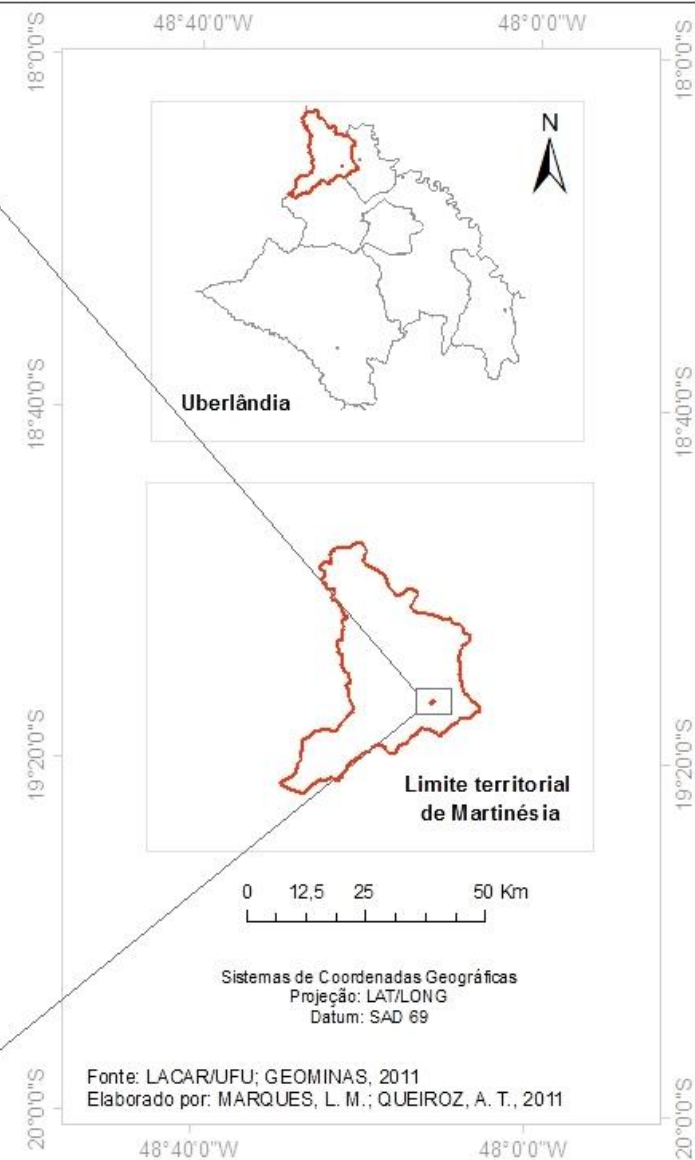 48°40'0"W 48°0'0"W
18°0'0"S 18°0'0"S
N
Uberlândia
18°40'0"S 18°40'0"S
Limite territorial
de Martinésia
19°20'0"S 19°20'0"S
0 12,5 25 50 Km
Sistemas de Coordenadas Geográficas
Projeção: LAT/LONG
Datum: SAD 69
Fonte: LACAR/UFU; GEOMINAS, 2011
Elaborado por: MARQUES, L. M.; QUEIROZ, A. T., 2011
20°0'0"S 20°0'0"S
48°40'0"W 48°0'0"W